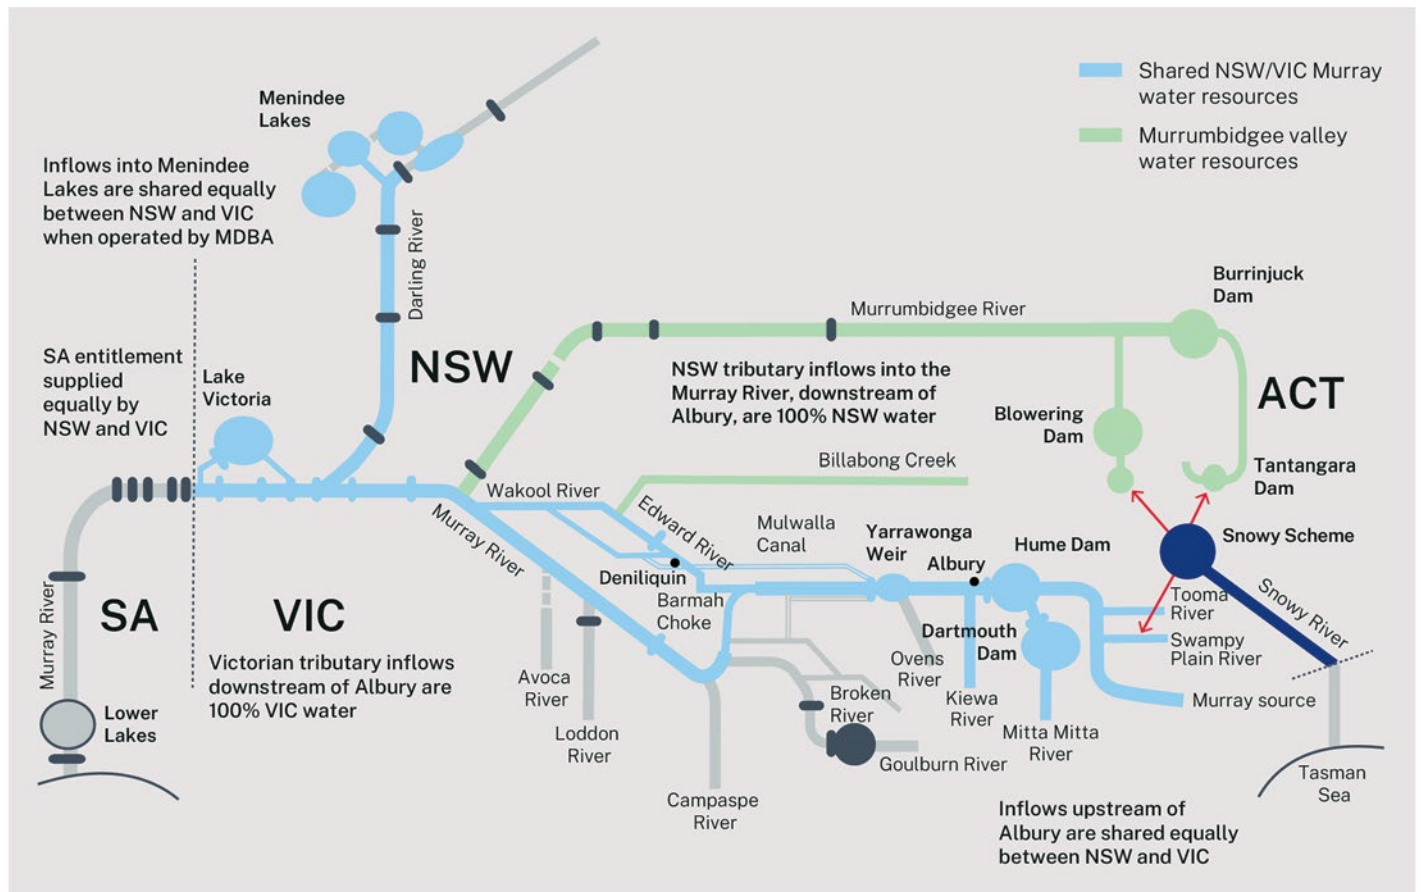 Shared NSW/VIC Murray
water resources
Murrumbidgee valley
water resources
Menindee
Lakes
Inflows into Menindee
Lakes are shared equally
between NSW and VIC
when operated by MDBA
Darling River
Burrinjuck
Dam
Murrumbidgee River
SA entitlement
supplied
equally by
NSW and VIC
Lake
Victoria
NSW
NSW tributary inflows into the
Murray River, downstream of
Albury, are 100% NSW water
ACT
Blowering
Dam
Billabong Creek
Tantangara
Dam
Wakool River
Edward River
Murray River
Mulwalla
Canal
Yarrawonga
Weir
Albury
Hume Dam
Snowy Scheme
Deniliquin
Barmah
Choke
Tooma
River
Snowy River
SA
VIC
Murray River
Dartmouth
Dam
Swampy
Plain River
Victorian tributary inflows
downstream of Albury are
100% VIC water
Avoca
River
Ovens
River
Broken
River
Kiewa
River
Murray source
Lower
Lakes
Loddon
River
Mitta Mitta
River
Goulburn River
Tasman
Sea
Campaspe
River
Inflows upstream of
Albury are shared equally
between NSW and VIC